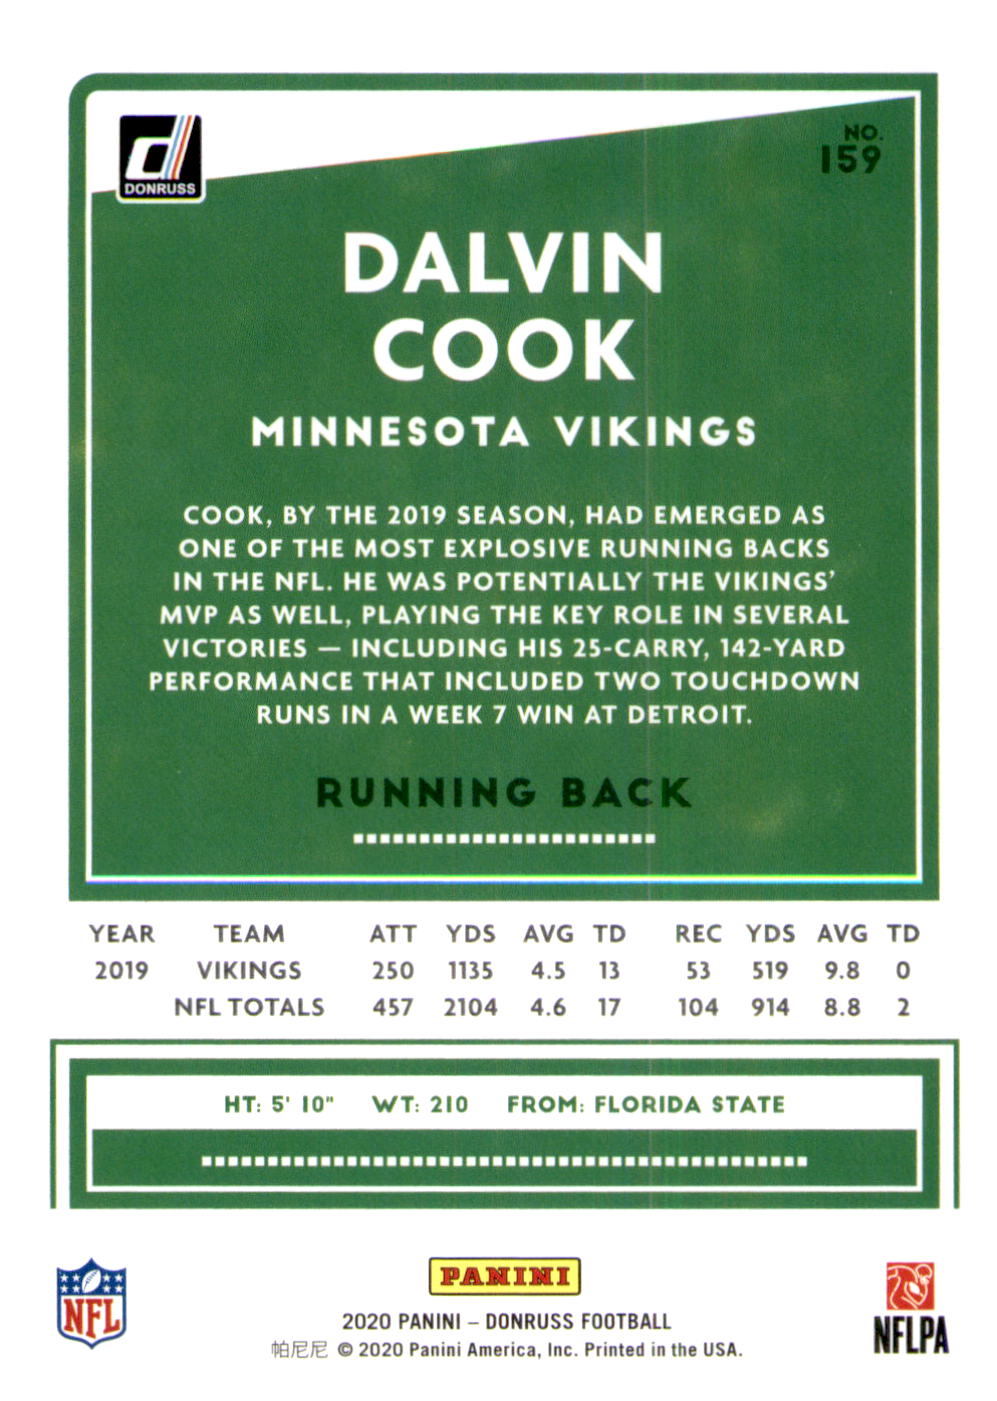 DONRUSS
NO.
159
DALVIN
COOK
MINNESOTA VIKINGS
COOK, BY THE 2019 SEASON, HAD EMERGED AS
ONE OF THE MOST EXPLOSIVE RUNNING BACKS
IN THE NFL. HE WAS POTENTIALLY THE VIKINGS'
MVP AS WELL, PLAYING THE KEY ROLE IN SEVERAL
VICTORIES — INCLUDING HIS 25-CARRY, 142-YARD
PERFORMANCE THAT INCLUDED TWO TOUCHDOWN
RUNS IN A WEEK 7 WIN AT DETROIT.
RUNNING BACK
YEAR TEAM ATT YDS AVG TD REC YDS AVG TD
2019 VIKINGS 250 1135 4.5 13 53 519 9.8 0
NFL TOTALS 457 2104 4.6 17 104 914 8.8 2
HT: 5' 10" WT: 210 FROM: FLORIDA STATE
NFL
PANINI
2020 PANINI – DONRUSS FOOTBALL
帕尼尼 © 2020 Panini America, Inc. Printed in the USA.
NFLPA